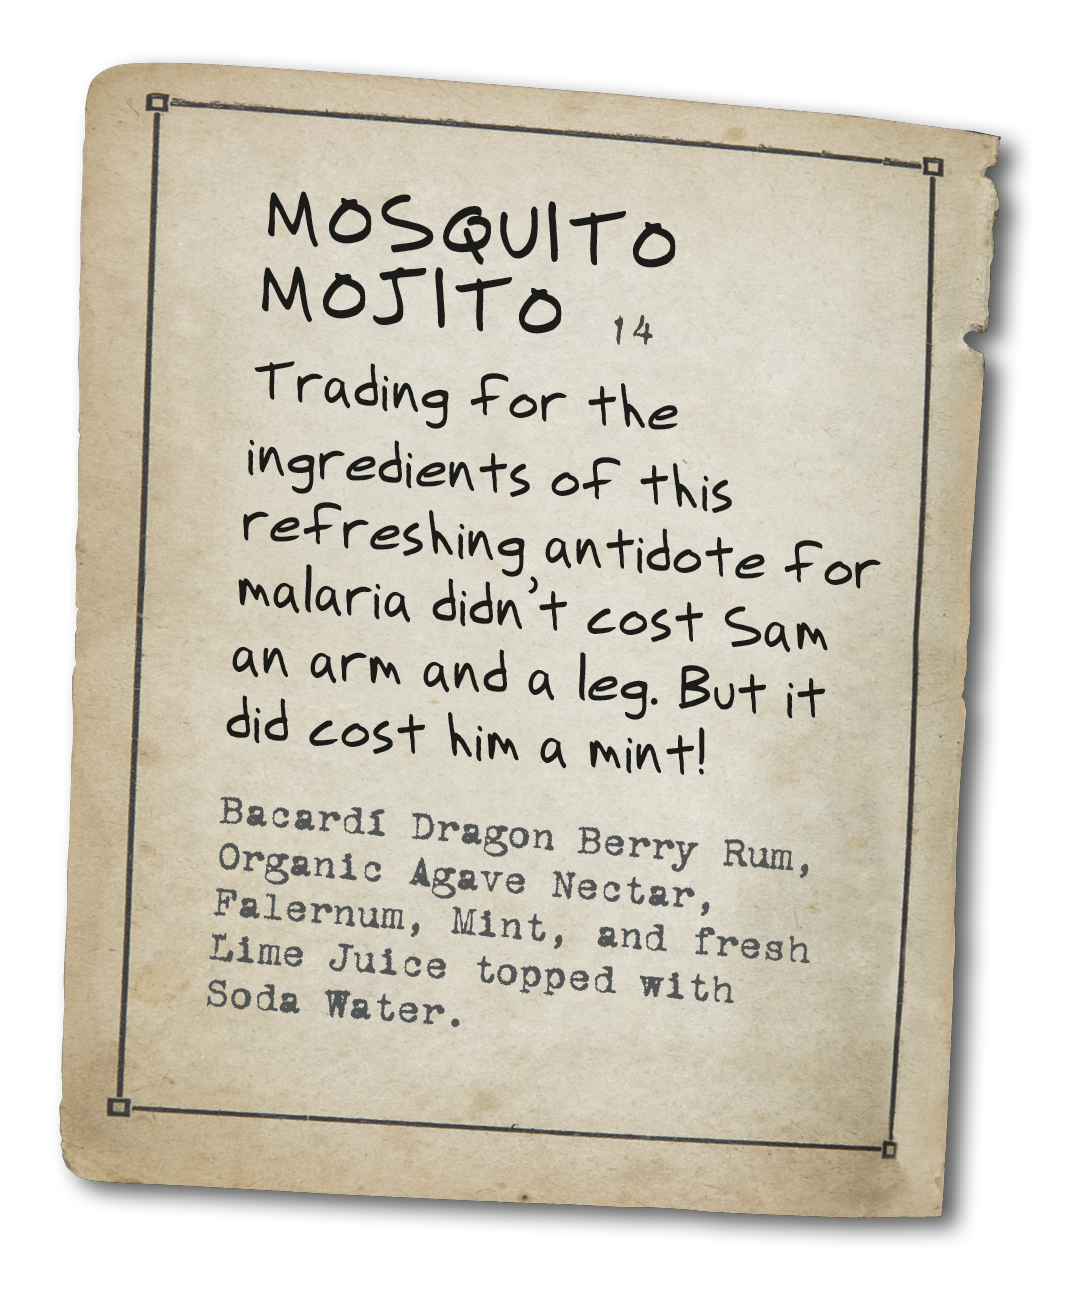 MOSQUITO
MOJITO 14
Trading for the
ingredients of this
refreshing antidote for
malaria didn't cost Sam
an arm and a leg. But it
did cost him a mint!
Bacardí Dragon Berry Rum,
Organic Agave Nectar,
Falernum, Mint, and fresh
Lime Juice topped with
Soda Water.